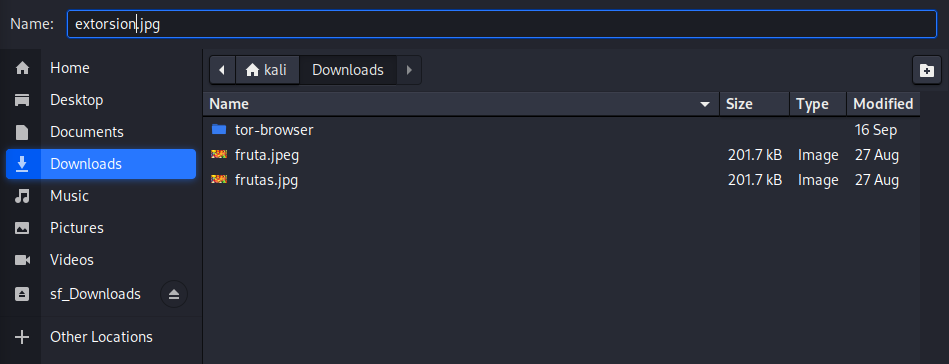 Name: extorsion.jpg
Home
Desktop
Documents
Downloads
Music
Pictures
Videos
sf_Downloads
Other Locations
kali Downloads
Name Size Type Modified
tor-browser 16 Sep
fruta.jpeg 201.7 kB Image 27 Aug
frutas.jpg 201.7 kB Image 27 Aug